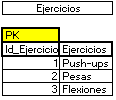 Ejercicios
PK
Id_Ejercicio Ejercicios
1 Push-ups
2 Pesas
3 Flexiones